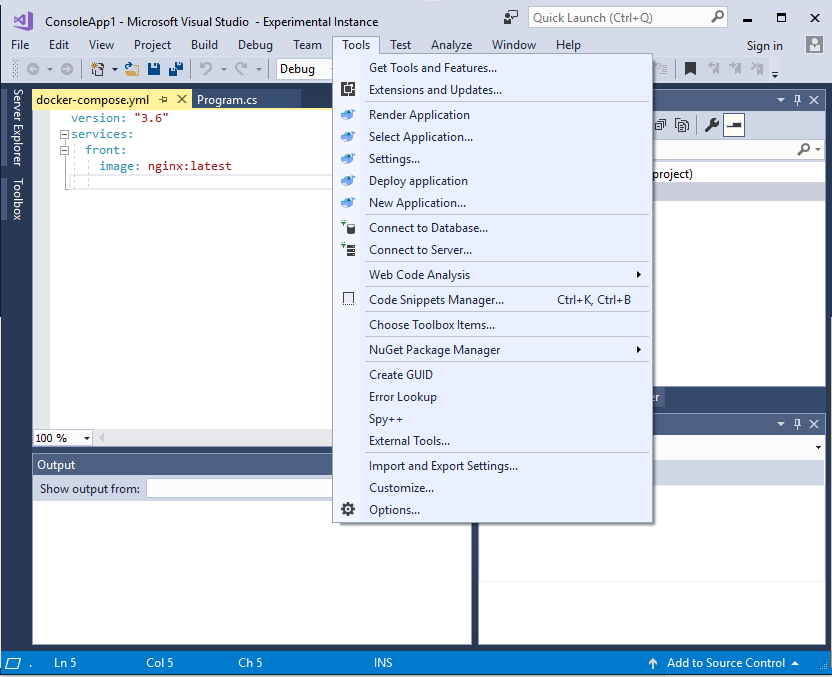 ConsoleApp1 - Microsoft Visual Studio - Experimental Instance
Quick Launch (Ctrl+Q)
File Edit View Project Build Debug Team Tools Test Analyze Window Help Sign in
Debug
Server Explorer
Toolbox
docker-compose.yml
Program.cs
version: "3.6"
services:
front:
image: nginx:latest
100 %
Get Tools and Features...
Extensions and Updates...
Render Application
Select Application...
Settings...
Deploy application
New Application...
Connect to Database...
Connect to Server...
Web Code Analysis
Code Snippets Manager... Ctrl+K, Ctrl+B
Choose Toolbox Items...
NuGet Package Manager
Create GUID
Error Lookup
Spy++
External Tools...
Import and Export Settings...
Customize...
Options...
project)
er
Output
Show output from:
Ln 5 Col 5 Ch 5 INS Add to Source Control